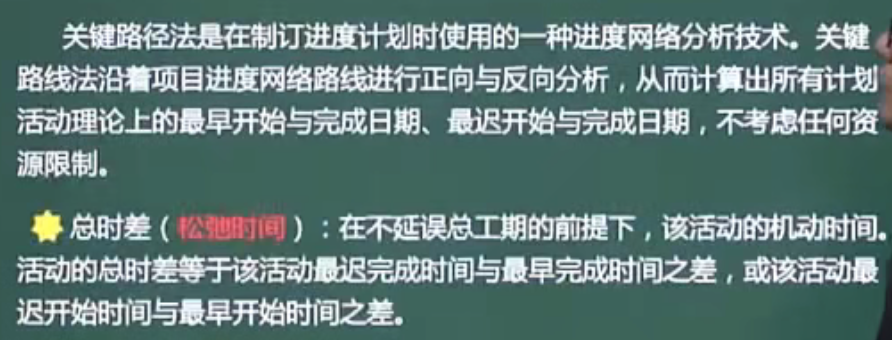 关键路径法是在制订进度计划时使用的一种进度网络分析技术。关键
路线法沿着项目进度网络路线进行正向与反向分析，从而计算出所有计划
活动理论上的最早开始与完成日期、最迟开始与完成日期，不考虑任何资
源限制。
总时差（松弛时间）：在不延误总工期的前提下，该活动的机动时间。
活动的总时差等于该活动最迟完成时间与最早完成时间之差，或该活动最
迟开始时间与最早开始时间之差。